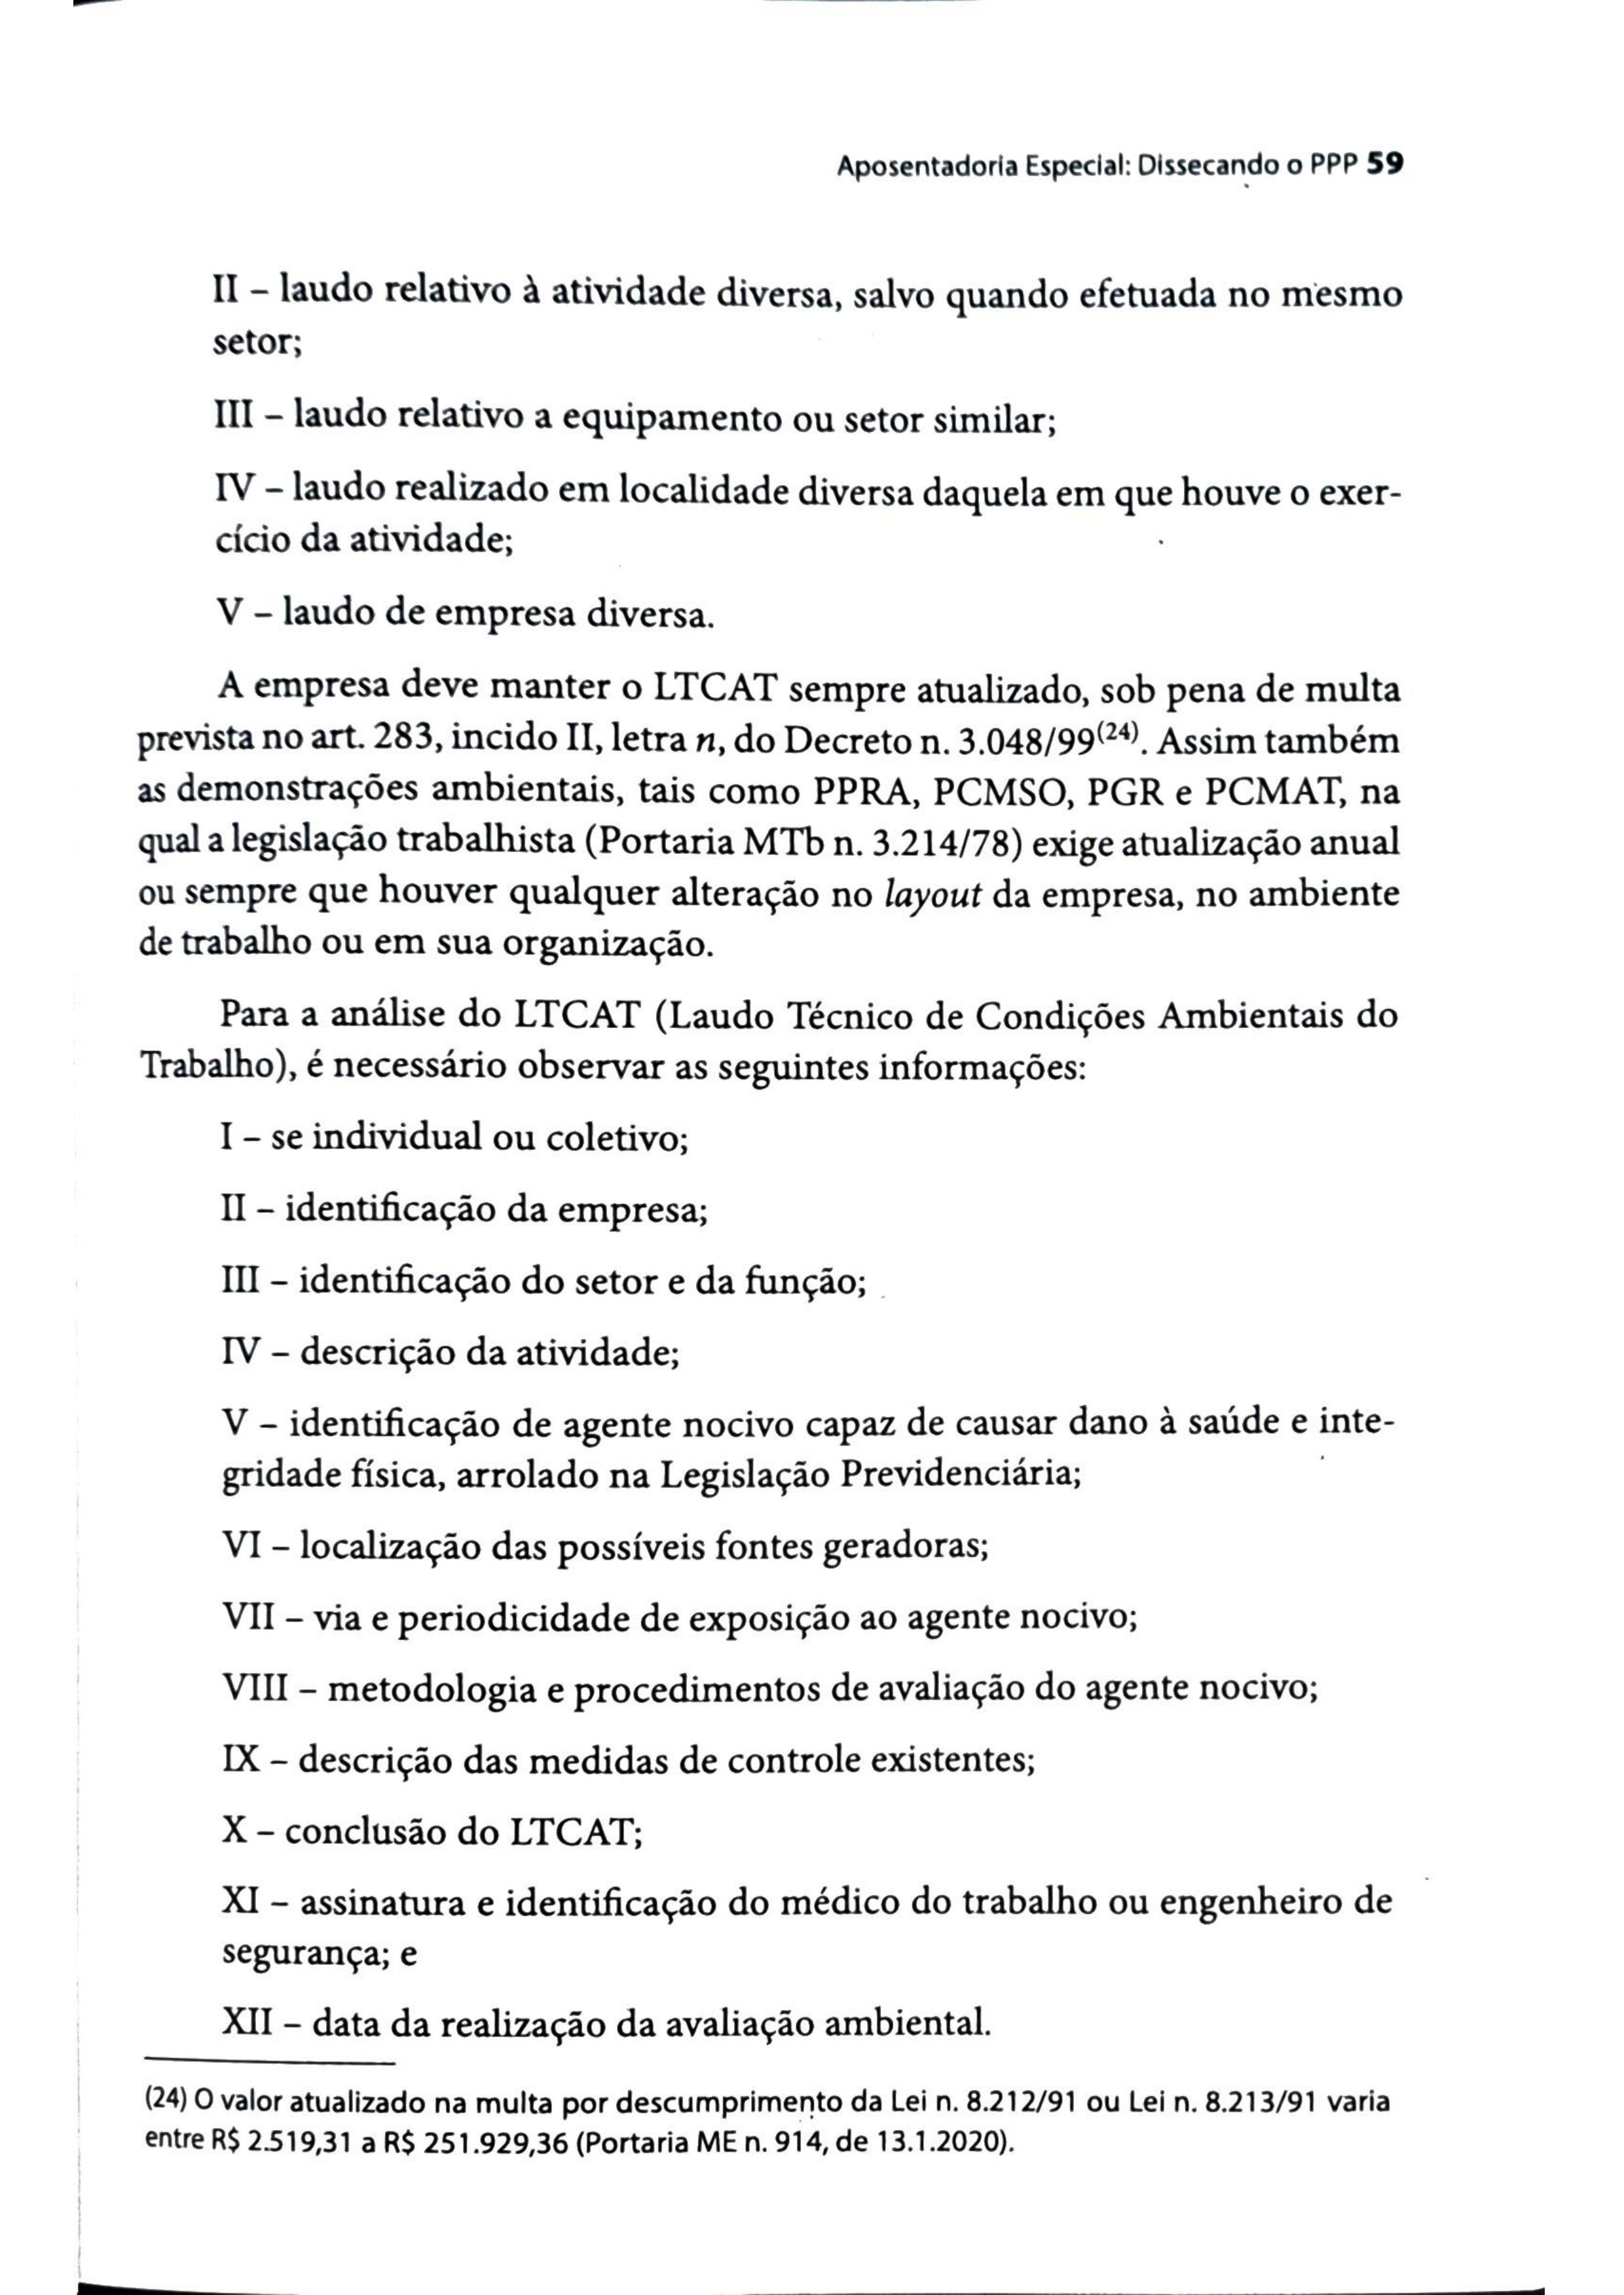 Aposentadoria Especial: Dissecando o PPP 59
II – laudo relativo à atividade diversa, salvo quando efetuada no mesmo
setor;
III – laudo relativo a equipamento ou setor similar;
IV – laudo realizado em localidade diversa daquela em que houve o exer-
cício da atividade;
V – laudo de empresa diversa.
A empresa deve manter o LTCAT sempre atualizado, sob pena de multa
prevista no art. 283, incido II, letra n, do Decreto n. 3.048/99(24). Assim também
as demonstrações ambientais, tais como PPRA, PCMSO, PGR e PCMAT, na
qual a legislação trabalhista (Portaria MTb n. 3.214/78) exige atualização anual
ou sempre que houver qualquer alteração no layout da empresa, no ambiente
de trabalho ou em sua organização.
Para a análise do LTCAT (Laudo Técnico de Condições Ambientais do
Trabalho), é necessário observar as seguintes informações:
I – se individual ou coletivo;
II – identificação da empresa;
III – identificação do setor e da função;
IV – descrição da atividade;
V – identificação de agente nocivo capaz de causar dano à saúde e inte-
gridade física, arrolado na Legislação Previdenciária;
VI – localização das possíveis fontes geradoras;
VII – via e periodicidade de exposição ao agente nocivo;
VIII – metodologia e procedimentos de avaliação do agente nocivo;
IX – descrição das medidas de controle existentes;
X – conclusão do LTCAT;
XI – assinatura e identificação do médico do trabalho ou engenheiro de
segurança; e
XII – data da realização da avaliação ambiental.
(24) O valor atualizado na multa por descumprimento da Lei n. 8.212/91 ou Lei n. 8.213/91 varia
entre R$ 2.519,31 a R$ 251.929,36 (Portaria ME n. 914, de 13.1.2020).